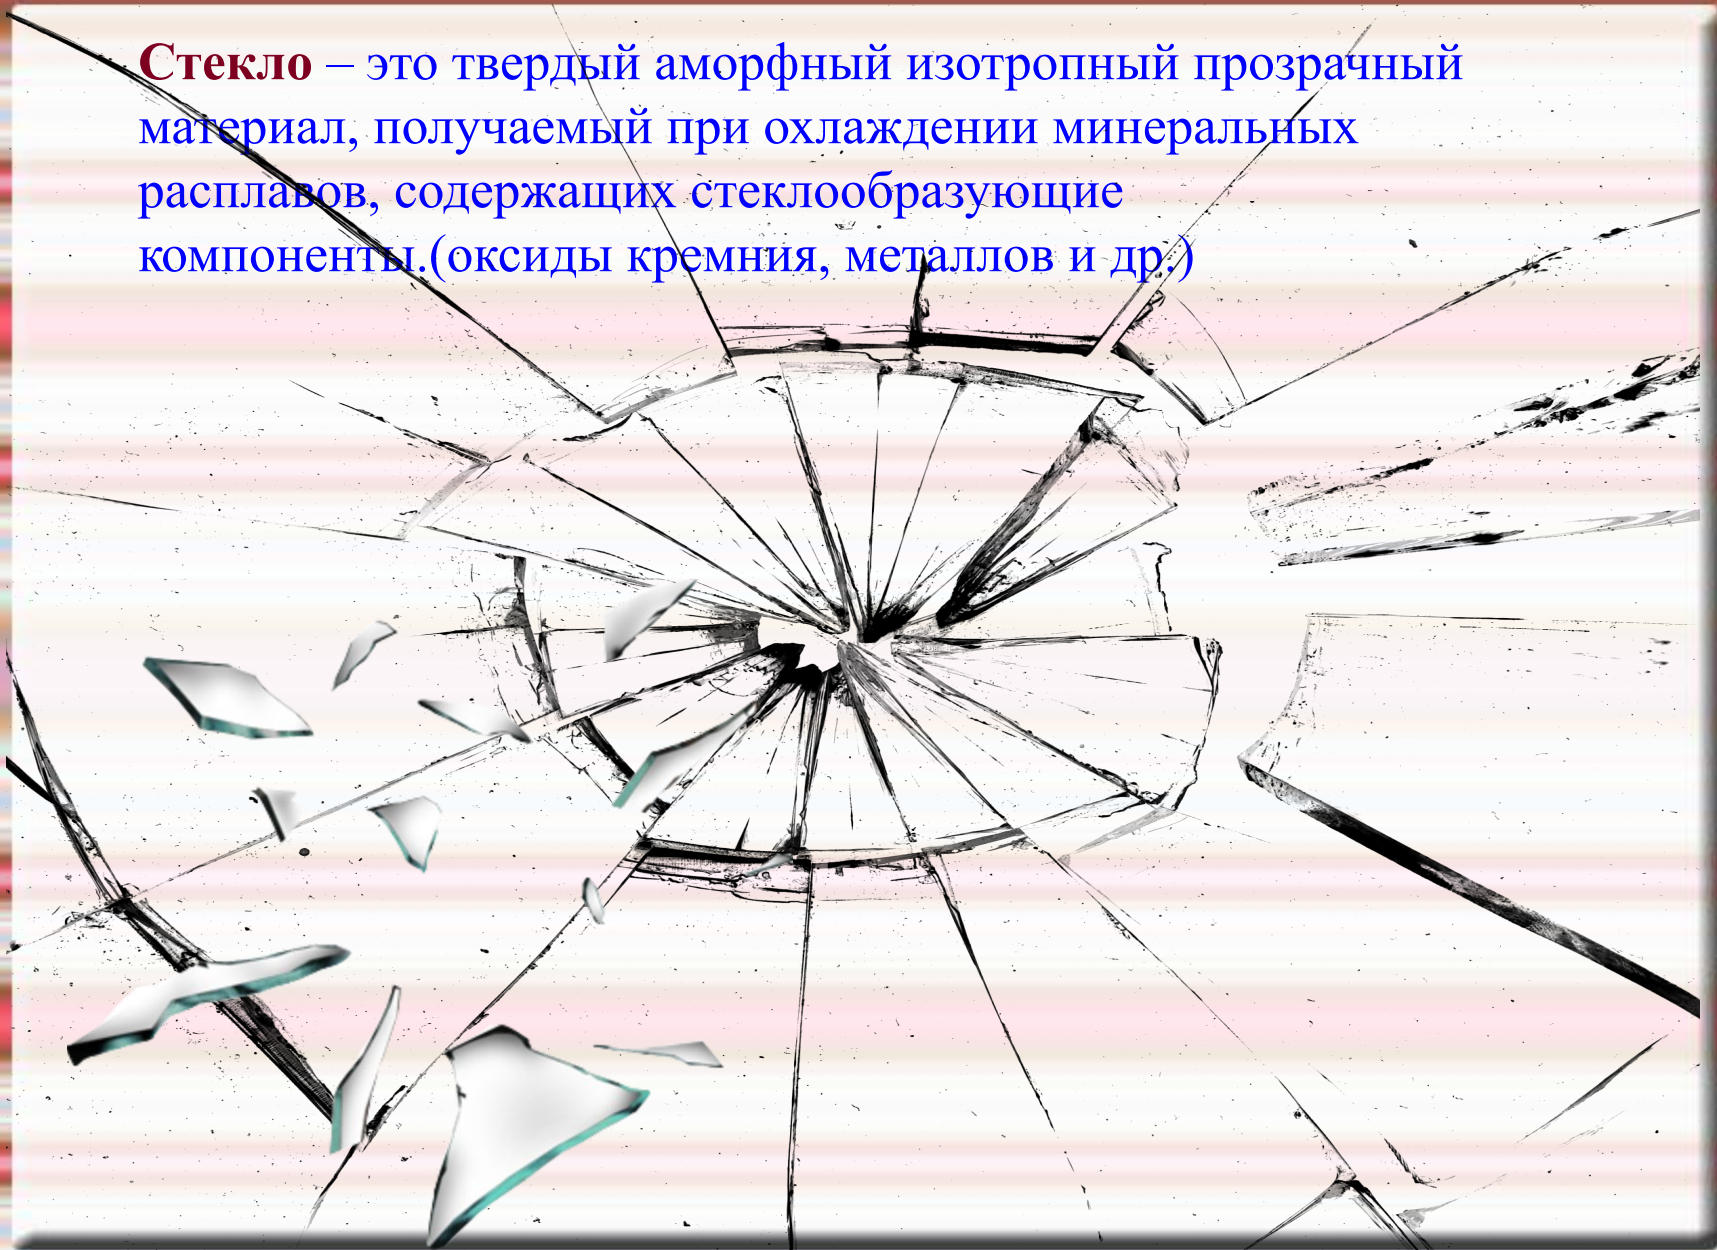 Стекло – это твердый аморфный изотропный прозрачный
материал, получаемый при охлаждении минеральных
расплавов, содержащих стеклообразующие
компоненты.(оксиды кремния, металлов и др.)